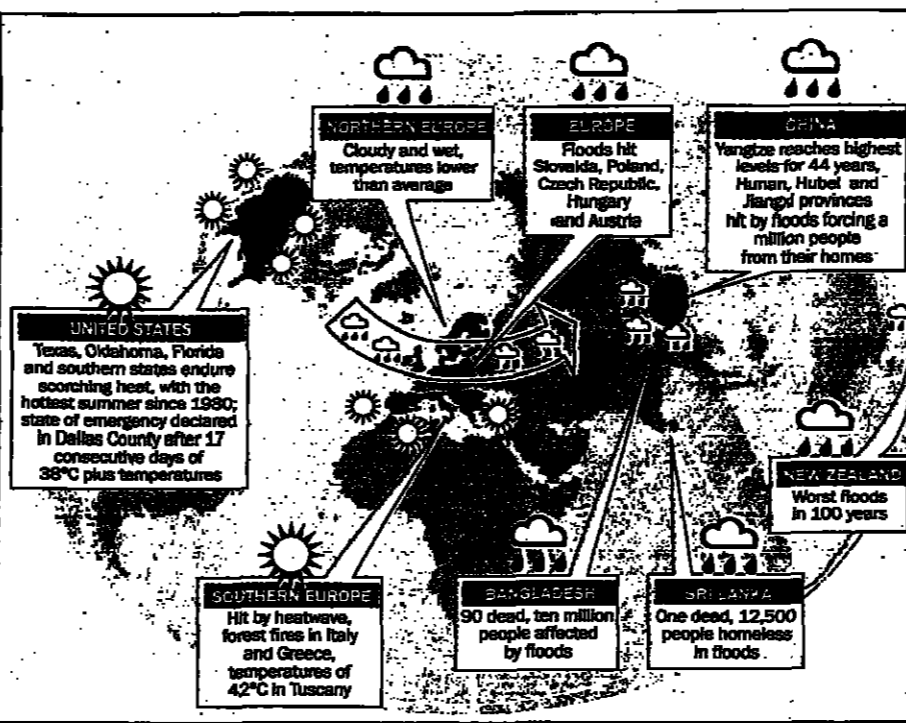 NORTHERN EUROPE
Cloudy and wet,
temperatures lower
than average
EUROPE
Floods hit
Slovakia, Poland,
Czech Republic,
Hungary
and Austria
CHINA
Yangtze reaches highest
levels for 44 years,
Hunan, Hubei and
Jiangxi provinces
hit by floods forcing a
million people
from their homes
UNITED STATES
Texas, Oklahoma, Florida
and southern states endure
scorching heat, with the
hottest summer since 1980;
state of emergency declared
in Dallas County after 17
consecutive days of
38°C plus temperatures
NEW ZEALAND
Worst floods
in 100 years
SOUTHERN EUROPE
Hit by heatwave,
forest fires in Italy
and Greece,
temperatures of
42°C in Tuscany
BANGLADESH
90 dead, ten million
people affected
by floods
SRI LANKA
One dead, 12,500
people homeless
in floods